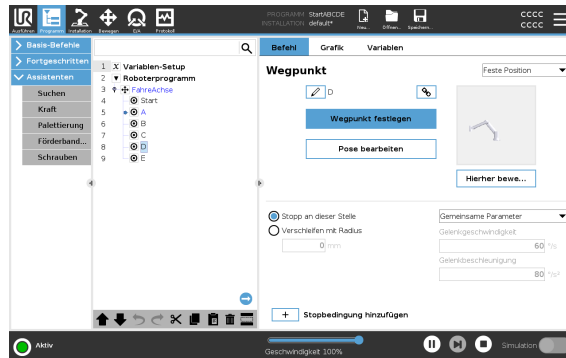 UR
Ausführen Programm Installation Bewegen E/A Protokoll
PROGRAMM StartABCDE
INSTALLATION default*
Neu... Öffnen... Speichern...
CCCC
CCCC
Basis-Befehle
Fortgeschritten
Assistenten
Suchen
Kraft
Palettierung
Förderband...
Schrauben
1 X Variablen-Setup
2 Roboterprogramm
3 FahreAchse
4 Start
5 A
6 B
7 C
8 D
9 E
Befehl Grafik Variablen
Wegpunkt
Feste Position
D
Wegpunkt festlegen
Pose bearbeiten
Hierher bewe...
Stopp an dieser Stelle
Verschleifen mit Radius
0 mm
Gemeinsame Parameter
Gelenkgeschwindigkeit
60 °/s
Gelenkbeschleunigung
80 °/s²
+ Stopbedingung hinzufügen
Aktiv
Geschwindigkeit 100%
Simulation